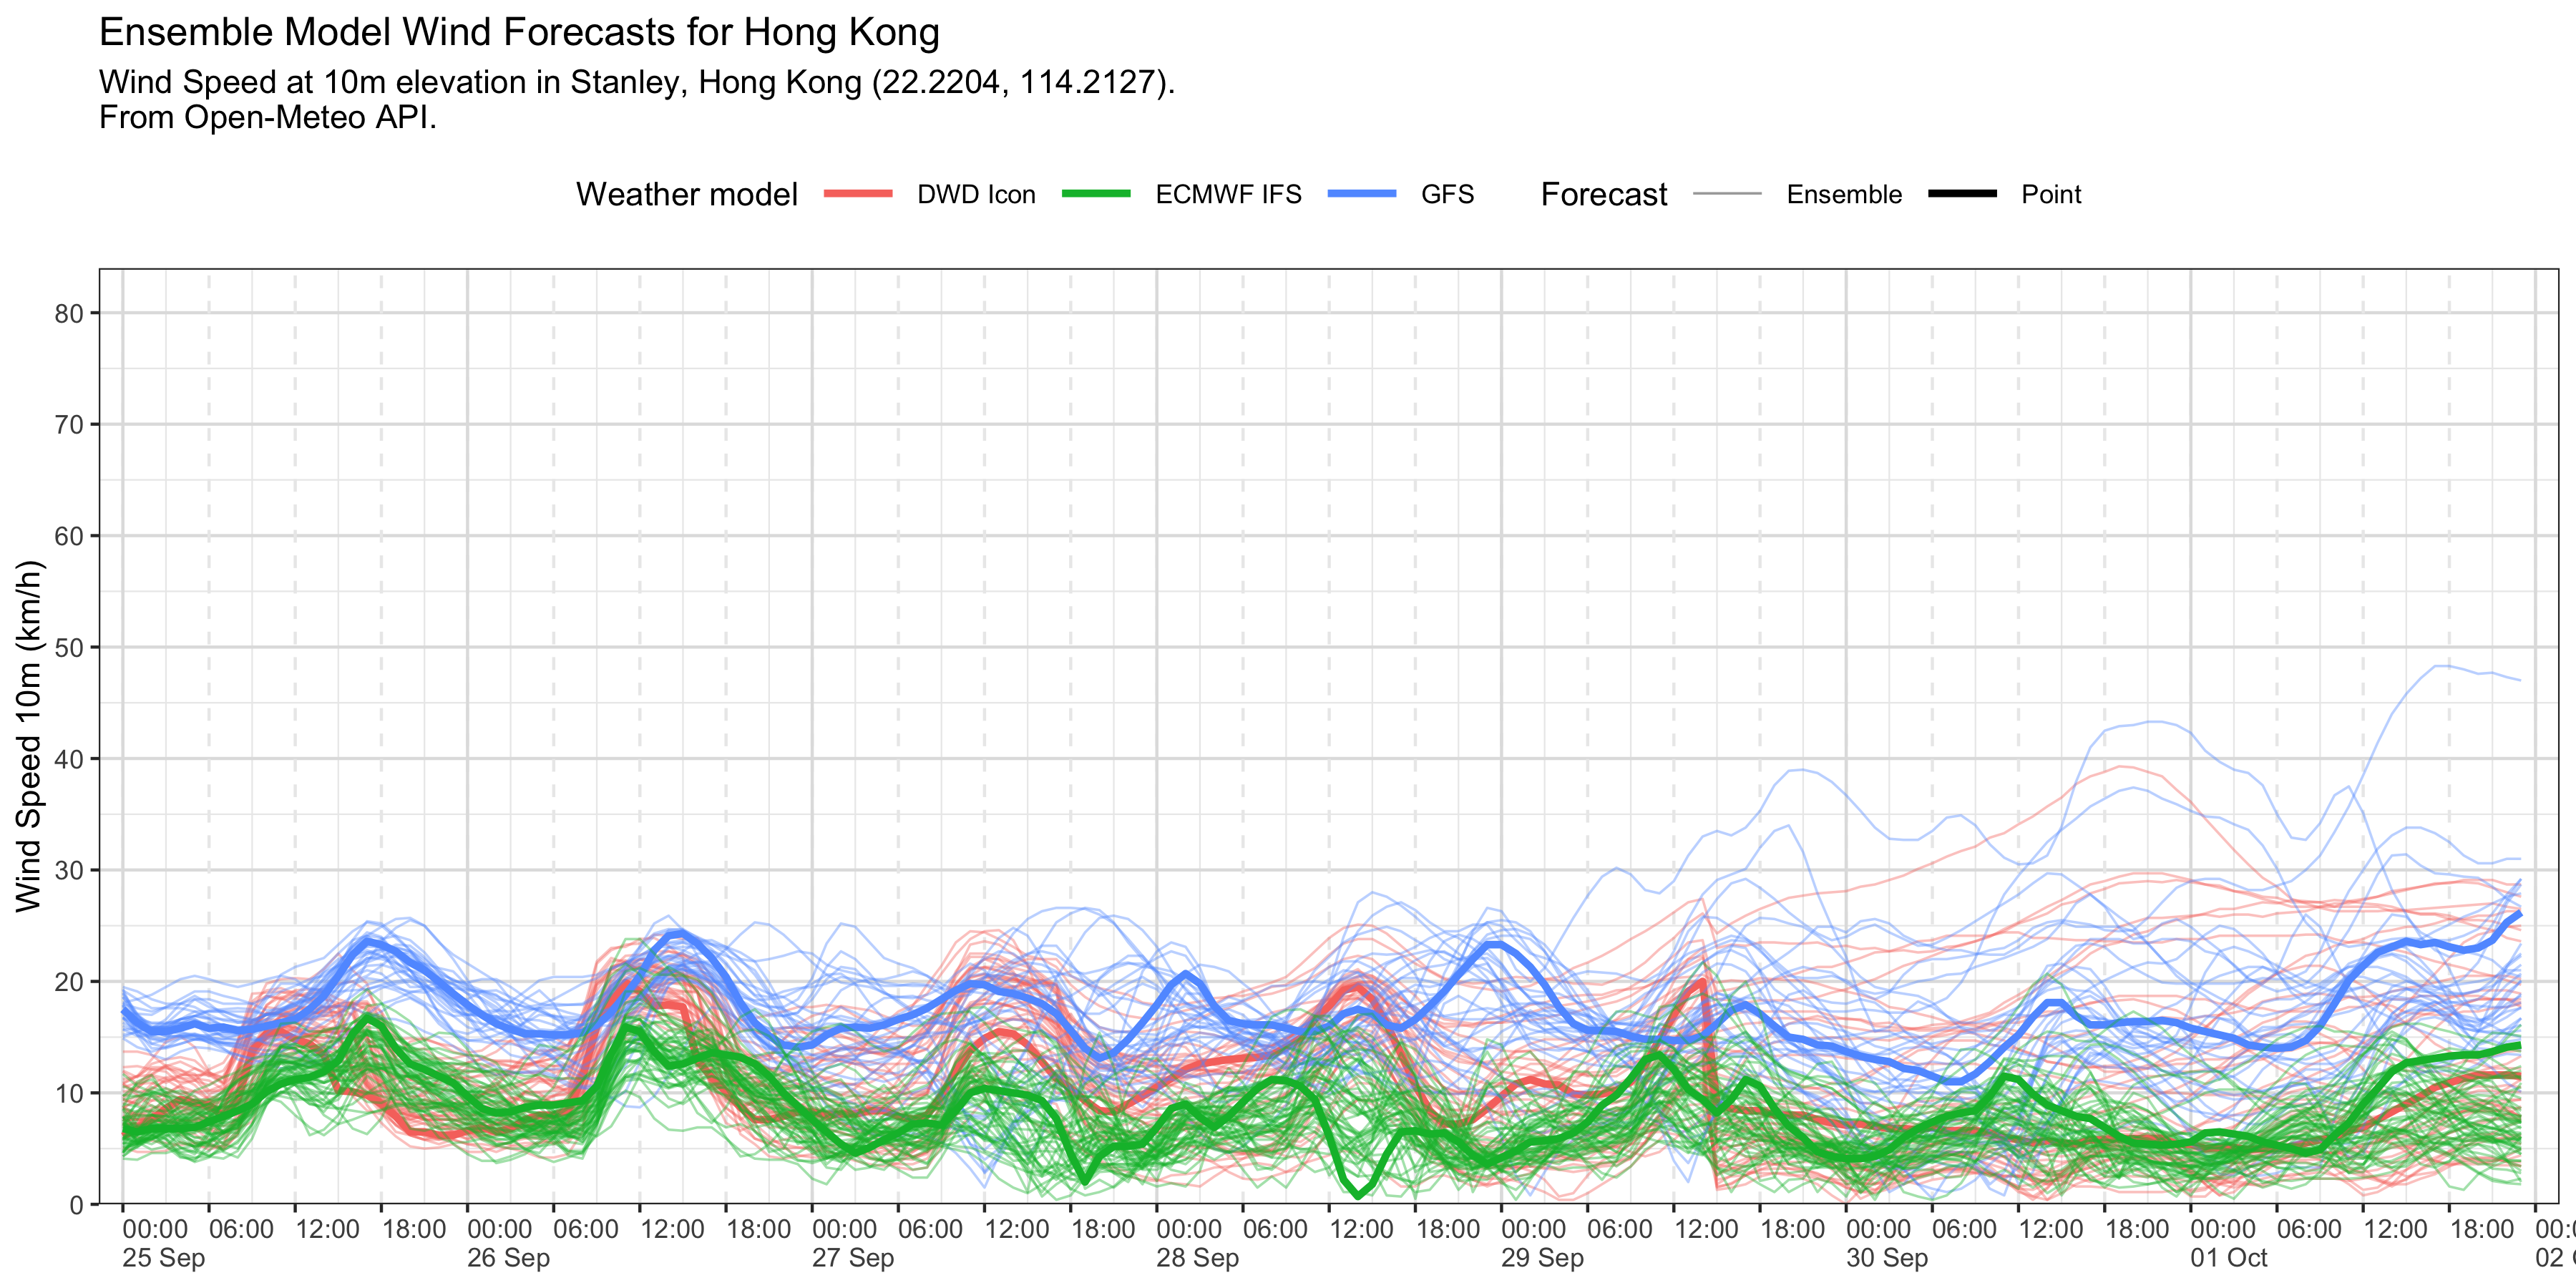 Ensemble Model Wind Forecasts for Hong Kong
Wind Speed at 10m elevation in Stanley, Hong Kong (22.2204, 114.2127).
From Open-Meteo API.
Weather model DWD Icon ECMWF IFS GFS Forecast Ensemble Point
Wind Speed 10m (km/h)
80
70
60
50
40
30
20
10
0
00:00 06:00 12:00 18:00 00:00 06:00 12:00 18:00 00:00 06:00 12:00 18:00 00:00 06:00 12:00 18:00 00:00 06:00 12:00 18:00 00:00 06:00 12:00 18:00 00:00 06:00 12:00 18:00 00:0
25 Sep 26 Sep 27 Sep 28 Sep 29 Sep 30 Sep 01 Oct 02